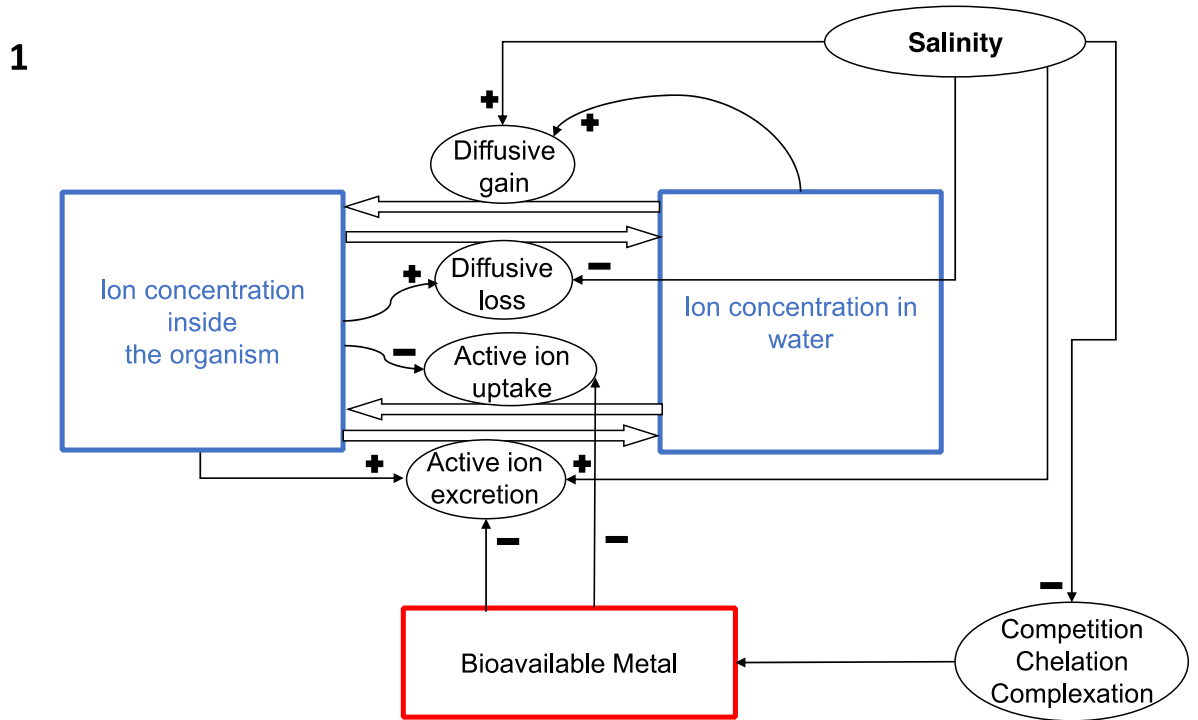 1
Salinity
+
+
Diffusive
gain
Ion concentration
inside
the organism
+
Diffusive
loss
−
Ion concentration in
water
−
Active ion
uptake
+
Active ion
excretion
+
−
−
−
Bioavailable Metal
Competition
Chelation
Complexation